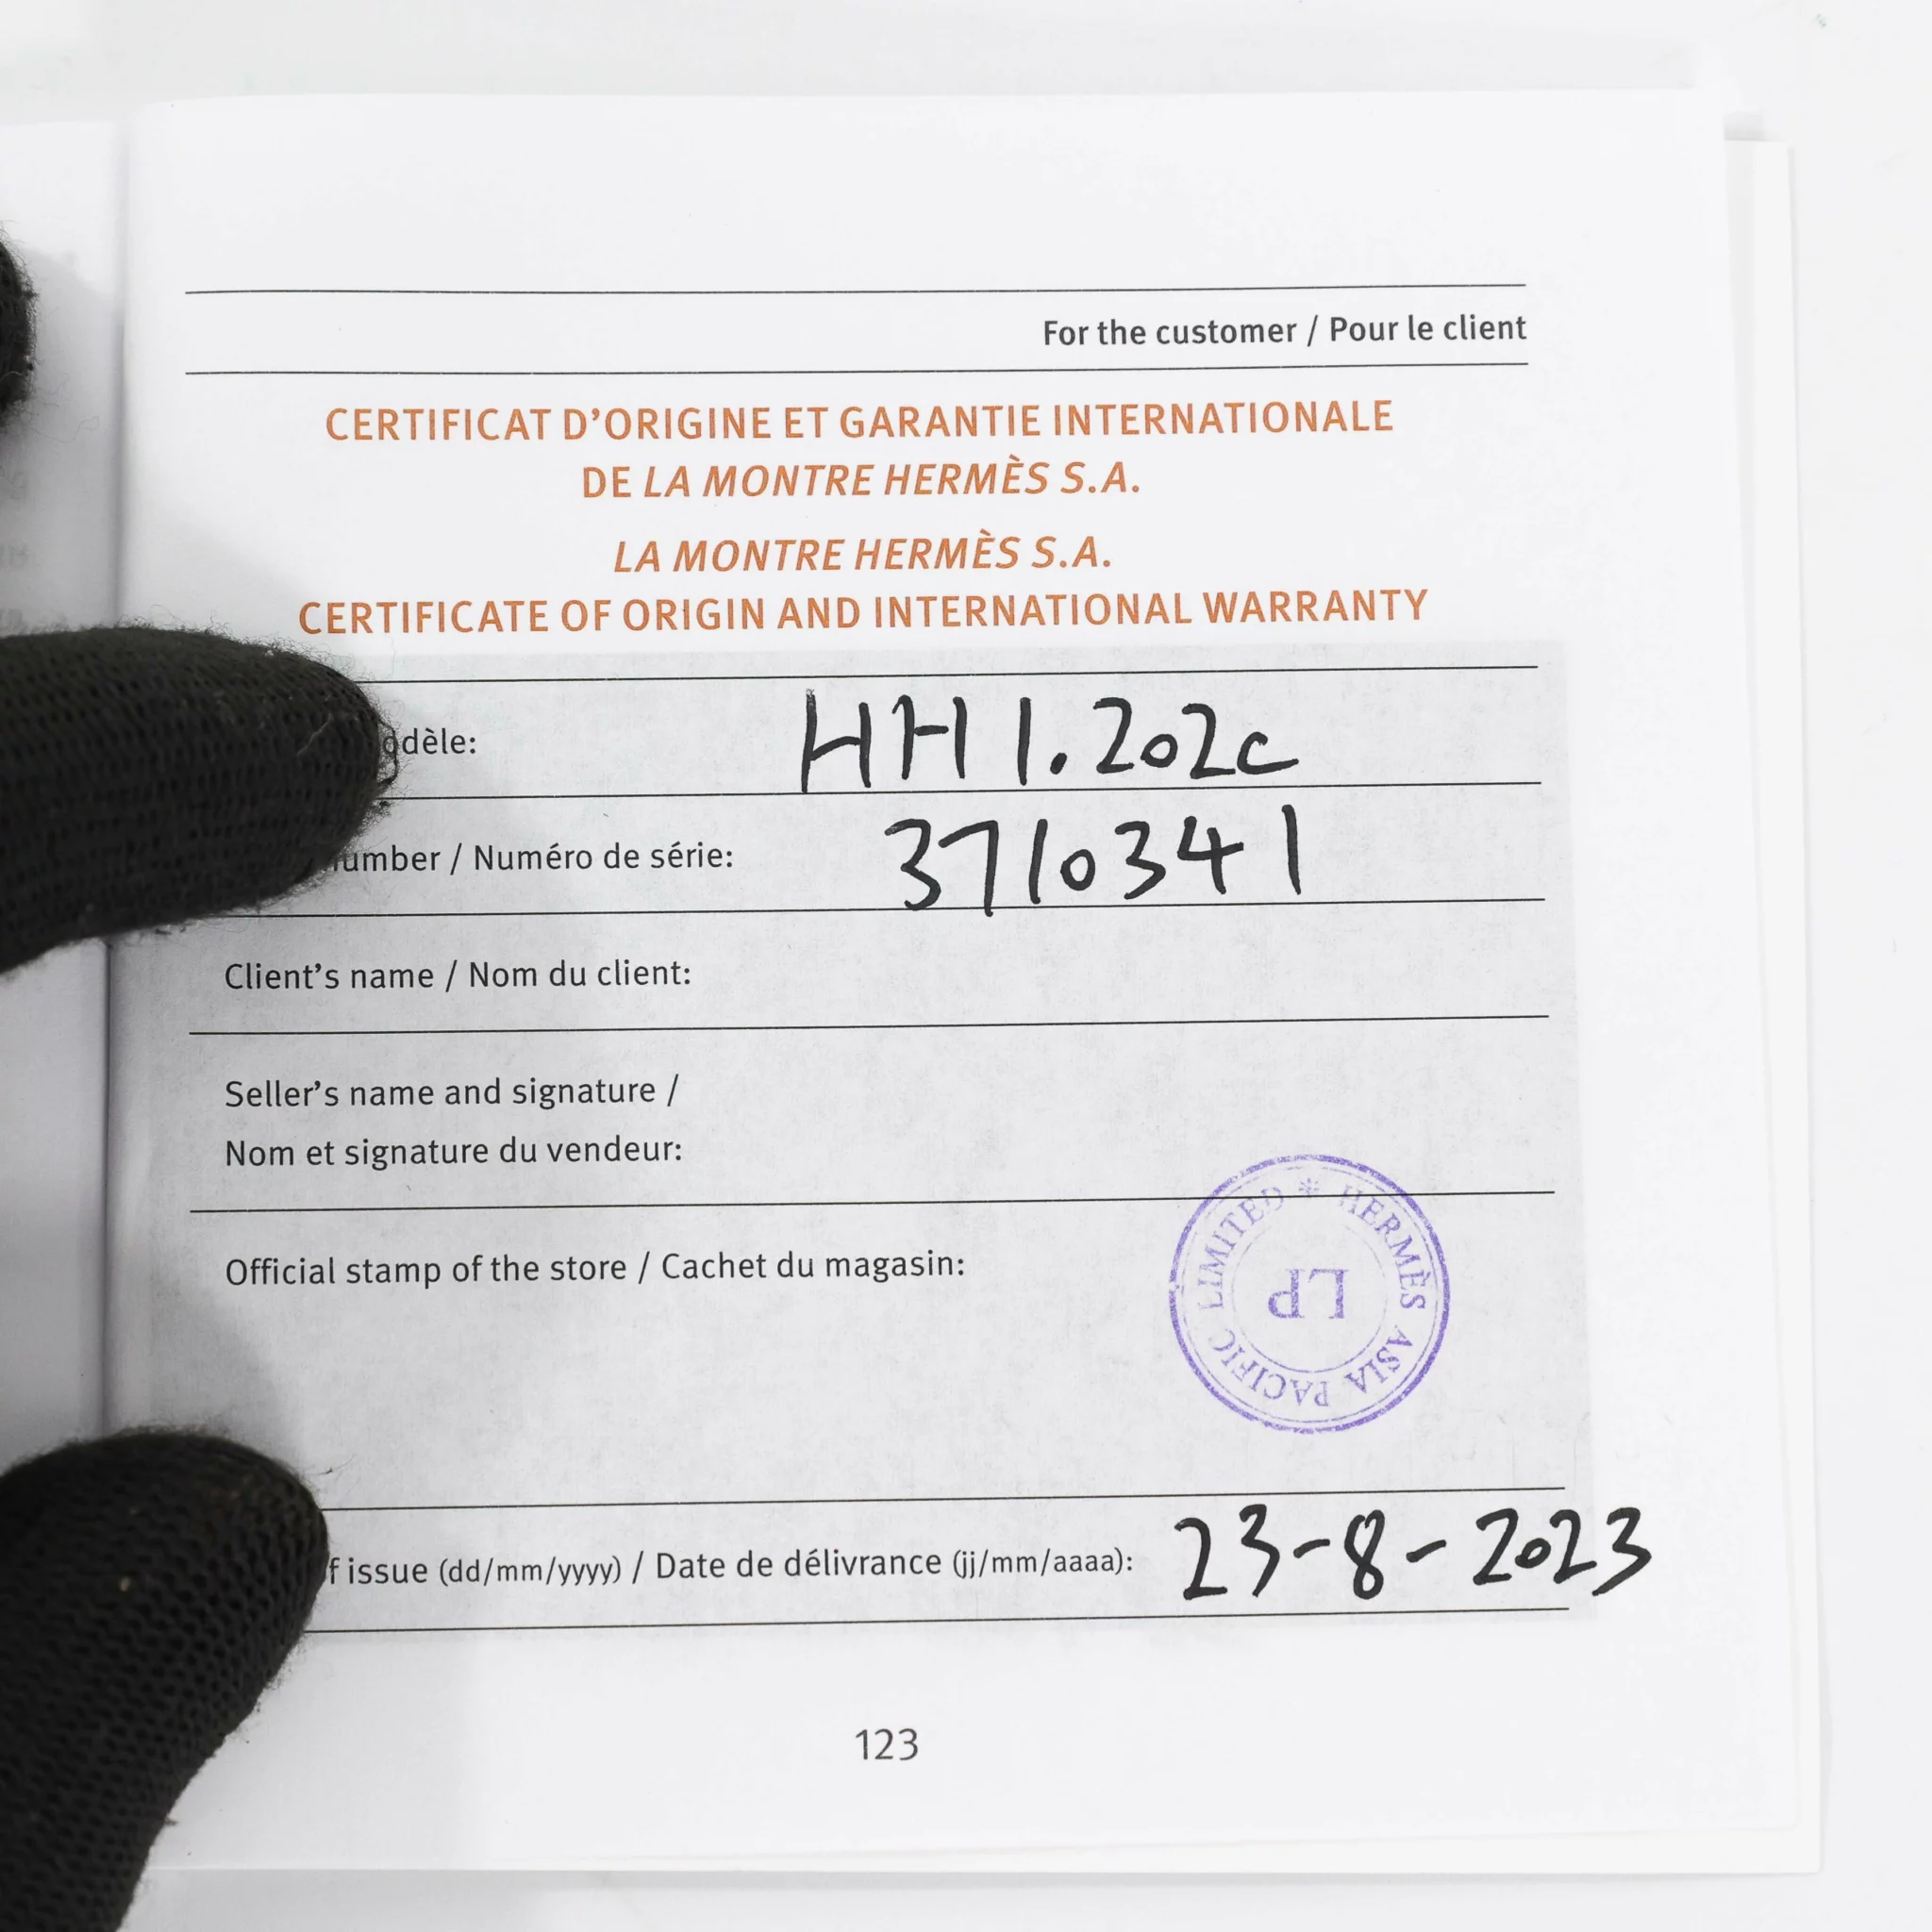 For the customer / Pour le client
CERTIFICAT D'ORIGINE ET GARANTIE INTERNATIONALE
DE LA MONTRE HERMÈS S.A.
LA MONTRE HERMÈS S.A.
CERTIFICATE OF ORIGIN AND INTERNATIONAL WARRANTY
HH1.202c
/ Numéro de série: 3710341
Client's name / Nom du client:
Seller's name and signature /
Nom et signature du vendeur:
Official stamp of the store / Cachet du magasin:
HERMÈS ASIA PACIFIC LIMITED *
LP
issue (dd/mm/yyyy) / Date de délivrance (jj/mm/aaaa): 23-8-2023
123